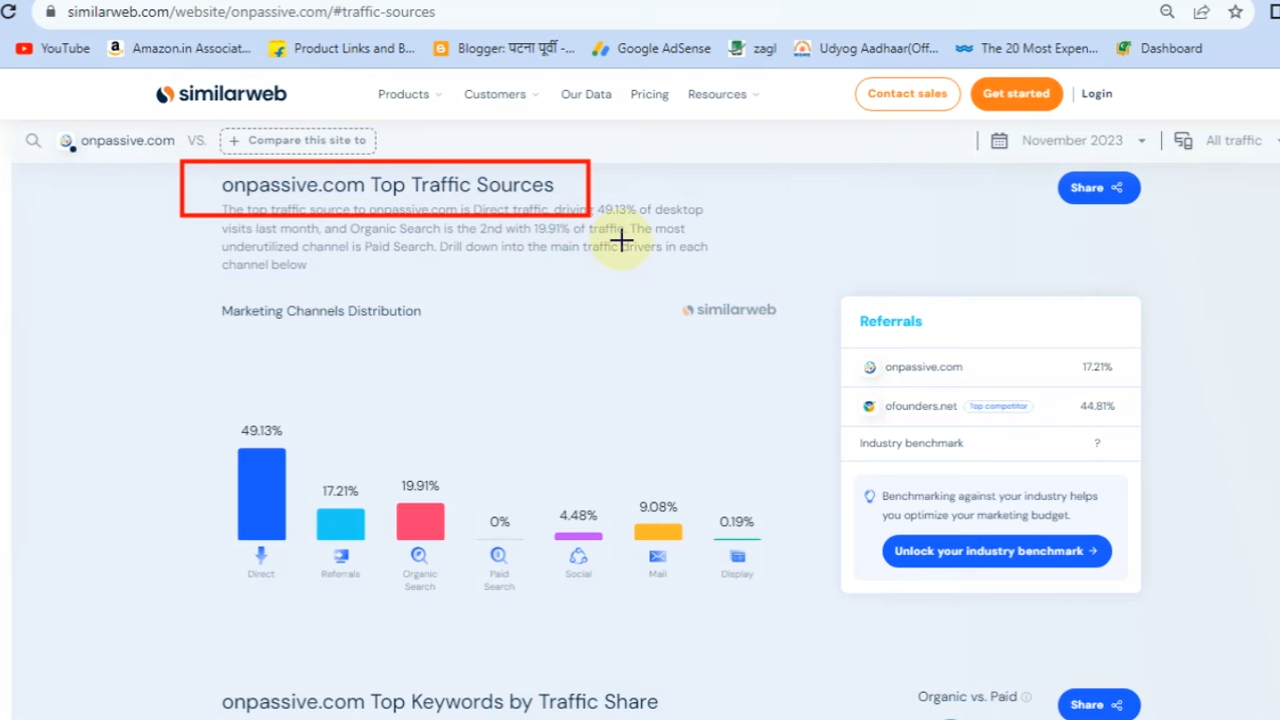 similarweb.com/website/onpassive.com/#traffic-sources
YouTube Amazon.in Associat... Product Links and B... Blogger: पटना पूर्वी -... Google AdSense zagl Udyog Aadhaar(Off... The 20 Most Expen... Dashboard
similarweb Products Customers Our Data Pricing Resources Contact sales Get started Login
onpassive.com VS. + Compare this site to November 2023 All traffic
onpassive.com Top Traffic Sources Share
The top traffic source to onpassive.com is Direct traffic, driving 49.13% of desktop
visits last month, and Organic Search is the 2nd with 19.91% of traffic. The most
underutilized channel is Paid Search. Drill down into the main traffic drivers in each
channel below
Marketing Channels Distribution similarweb
49.13%
17.21%
19.91%
0%
4.48%
9.08%
0.19%
Direct
Referrals
Organic
Search
Paid
Search
Social
Mail
Display
Referrals
onpassive.com 17.21%
ofounders.net Top competitor 44.81%
Industry benchmark ?
Benchmarking against your industry helps
you optimize your marketing budget.
Unlock your industry benchmark →
onpassive.com Top Keywords by Traffic Share Organic vs. Paid Share